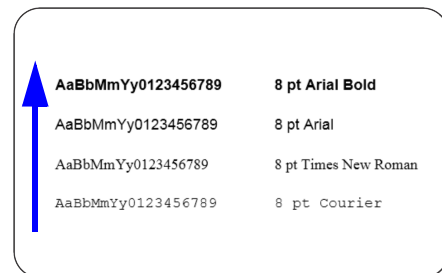 AaBbMmYy0123456789 8 pt Arial Bold
AaBbMmYy0123456789 8 pt Arial
AaBbMmYy0123456789 8 pt Times New Roman
AaBbMmYy0123456789 8 pt Courier